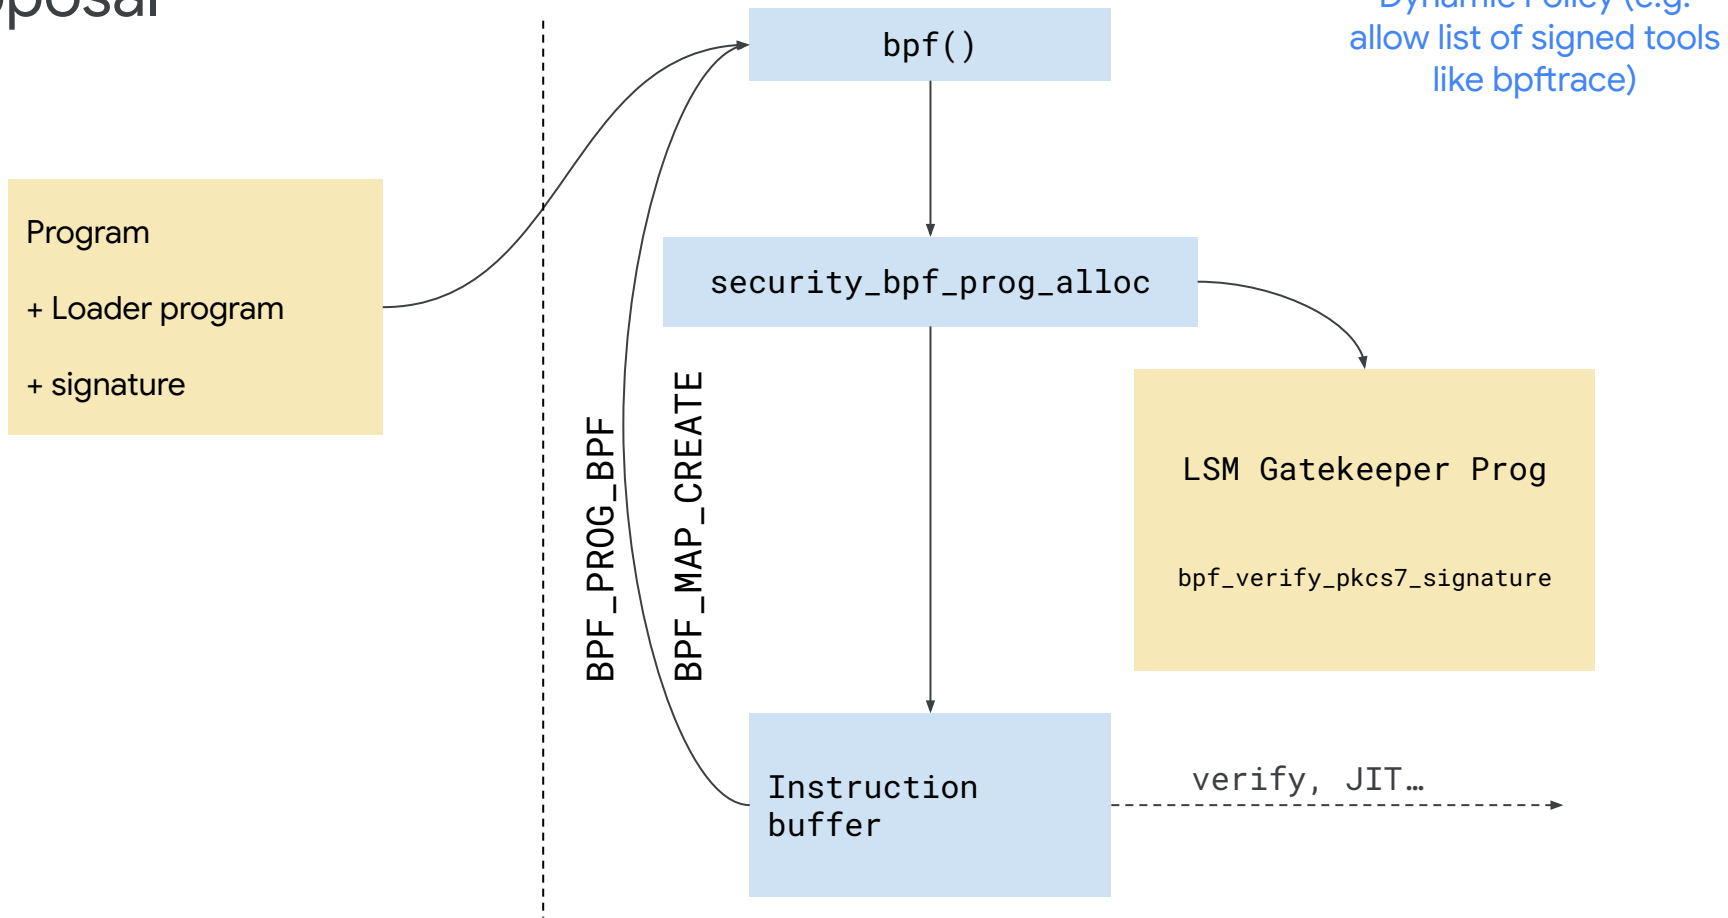 bpf()
allow list of signed tools
like bpftrace)
Program
+ Loader program
+ signature
security_bpf_prog_alloc
BPF_PROG_BPF
BPF_MAP_CREATE
LSM Gatekeeper Prog
bpf_verify_pkcs7_signature
Instruction
buffer
verify, JIT…